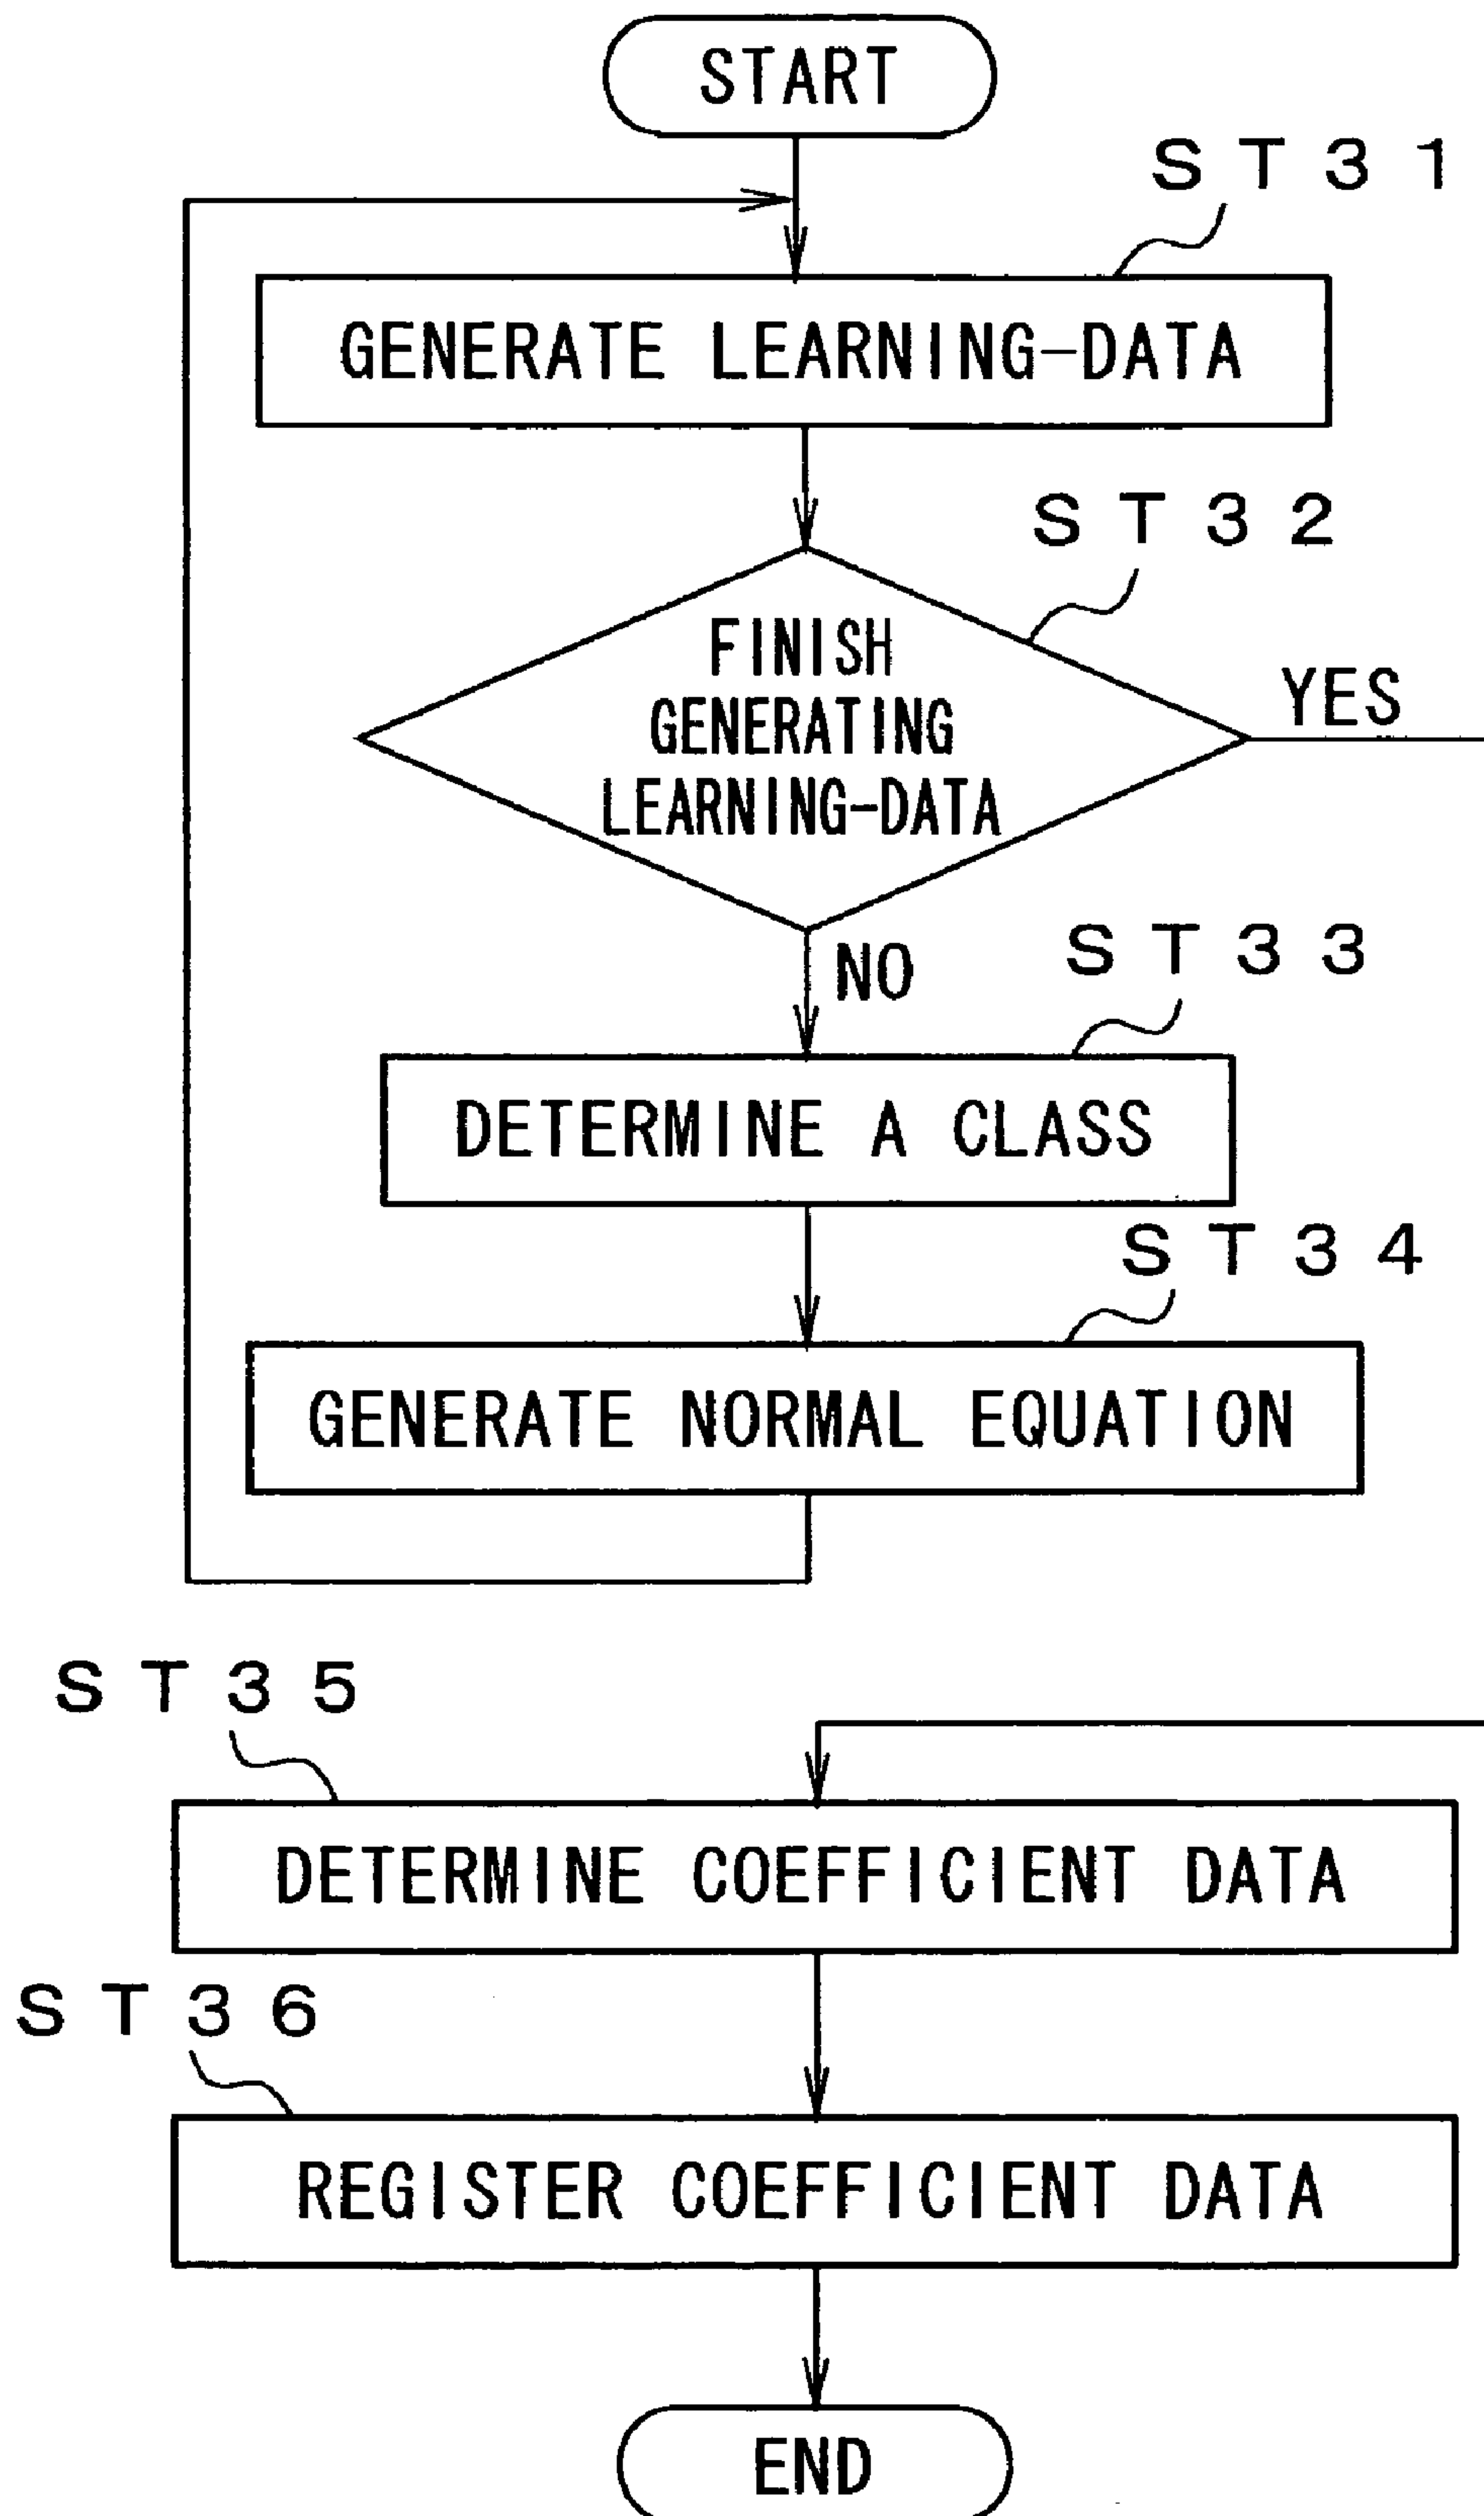 START
ST31
GENERATE LEARNING-DATA
ST32
FINISH
GENERATING
LEARNING-DATA
YES
NO
ST33
DETERMINE A CLASS
ST34
GENERATE NORMAL EQUATION
ST35
DETERMINE COEFFICIENT DATA
ST36
REGISTER COEFFICIENT DATA
END